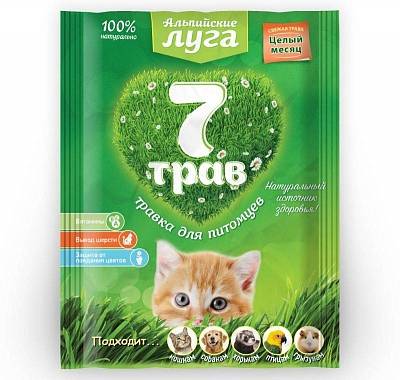 100%
натурально
Альпийские
луга
СВЕЖАЯ ТРАВА
Целый
месяц
7
трав
травка для питомцев
Натуральный
источник
здоровья!
Витамины
Вывод шерсти
Защита от
поедания цветов
Подходит...
кошкам
собакам
хорькам
птицам
грызунам